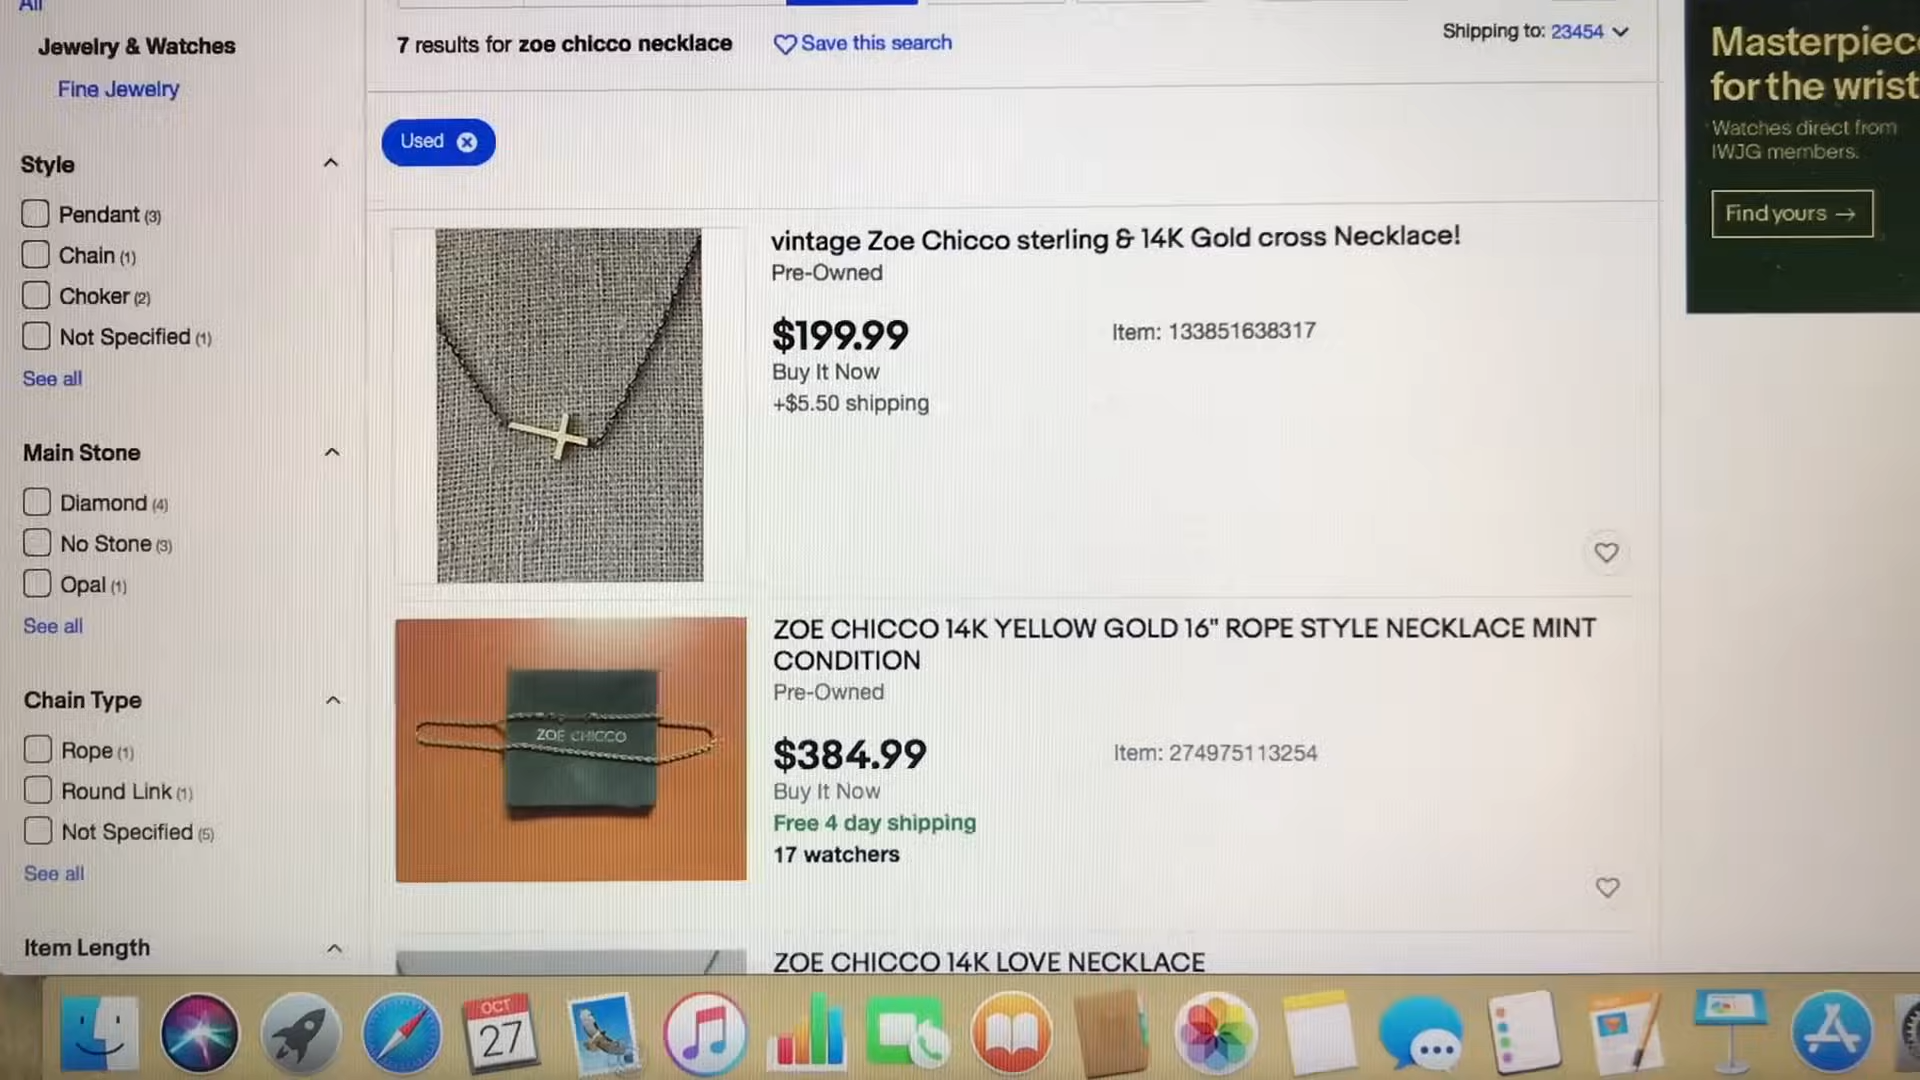 All
Jewelry & Watches
Fine Jewelry
Style
Pendant (3)
Chain (1)
Choker (2)
Not Specified (1)
See all
Main Stone
Diamond (4)
No Stone (3)
Opal (1)
See all
Chain Type
Rope (1)
Round Link (1)
Not Specified (5)
See all
Item Length
7 results for zoe chicco necklace
Save this search
Shipping to: 23454
Used
vintage Zoe Chicco sterling & 14K Gold cross Necklace!
Pre-Owned
$199.99
Item: 133851638317
Buy It Now
+$5.50 shipping
ZOE CHICCO
ZOE CHICCO 14K YELLOW GOLD 16" ROPE STYLE NECKLACE MINT
CONDITION
Pre-Owned
$384.99
Item: 274975113254
Buy It Now
Free 4 day shipping
17 watchers
ZOE CHICCO 14K LOVE NECKLACE
for the wrist
Watches direct from
IWJG members.
Find yours →
OCT
27